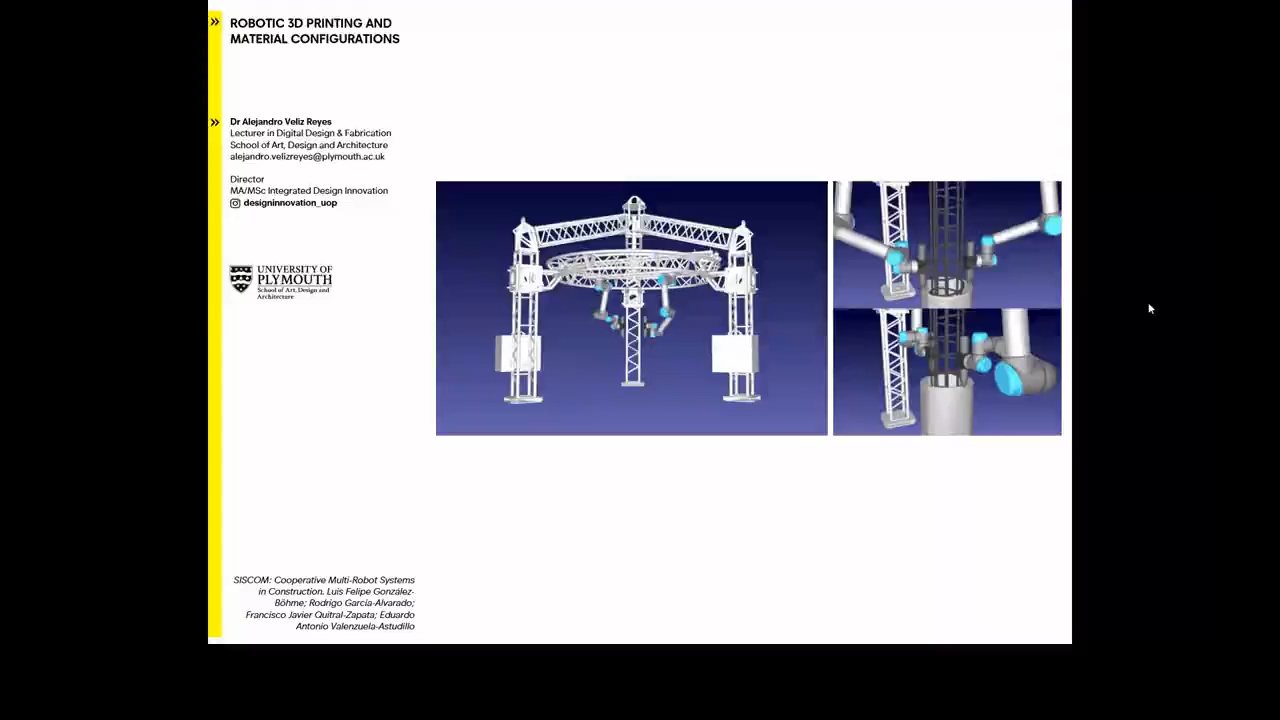 » ROBOTIC 3D PRINTING AND
MATERIAL CONFIGURATIONS
» Dr Alejandro Veliz Reyes
Lecturer in Digital Design & Fabrication
School of Art, Design and Architecture
alejandro.velizreyes@plymouth.ac.uk
Director
MA/MSc Integrated Design Innovation
designinnovation_uop
UNIVERSITY OF
PLYMOUTH
School of Art, Design and
Architecture
SISCOM: Cooperative Multi-Robot Systems
in Construction. Luis Felipe González-
Böhme; Rodrigo García-Alvarado;
Francisco Javier Quitral-Zapata; Eduardo
Antonio Valenzuela-Astudillo